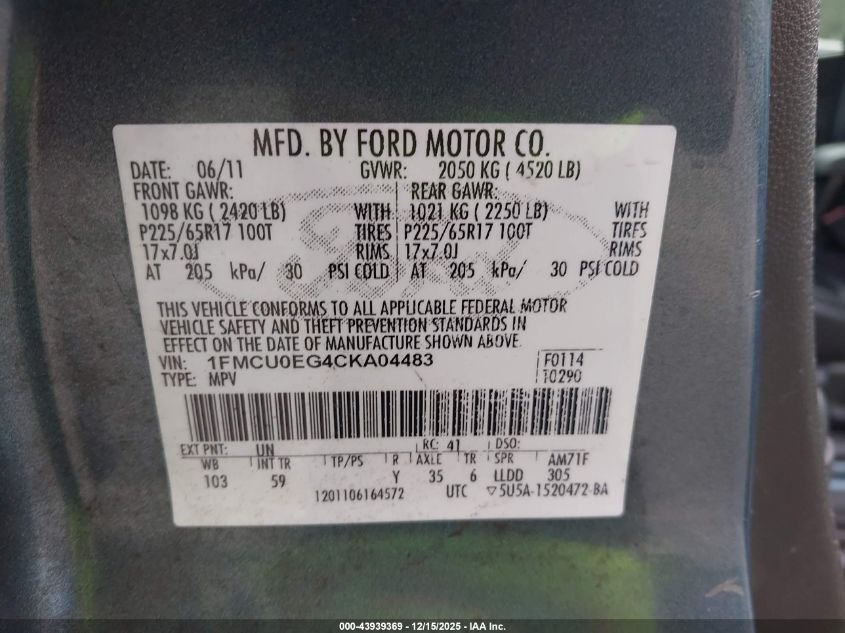 MFD. BY FORD MOTOR CO.
DATE: 06/11 GVWR: 2050 KG ( 4520 LB)
FRONT GAWR: REAR GAWR:
1098 KG ( 2420 LB) WITH 1021 KG ( 2250 LB) WITH
P225/65R17 100T TIRES P225/65R17 100T TIRES
17x7.0J RIMS 17x7.0J RIMS
AT 205 kPa/ 30 PSI COLD AT 205 kPa/ 30 PSI COLD
THIS VEHICLE CONFORMS TO ALL APPLICABLE FEDERAL MOTOR
VEHICLE SAFETY AND THEFT PREVENTION STANDARDS IN
EFFECT ON THE DATE OF MANUFACTURE SHOWN ABOVE.
VIN: 1FMCU0EG4CKA04483 F0114
TYPE: MPV T0290
EXT PNT: UN RC: 41 DSO:
WB INT TR TP/PS R AXLE TR SPR AM71F
103 59 Y 35 6 LLDD 305
1201106164572 UTC ▽5U5A-1520472-BA
000-43939369 - 12/15/2025 - IAA Inc.